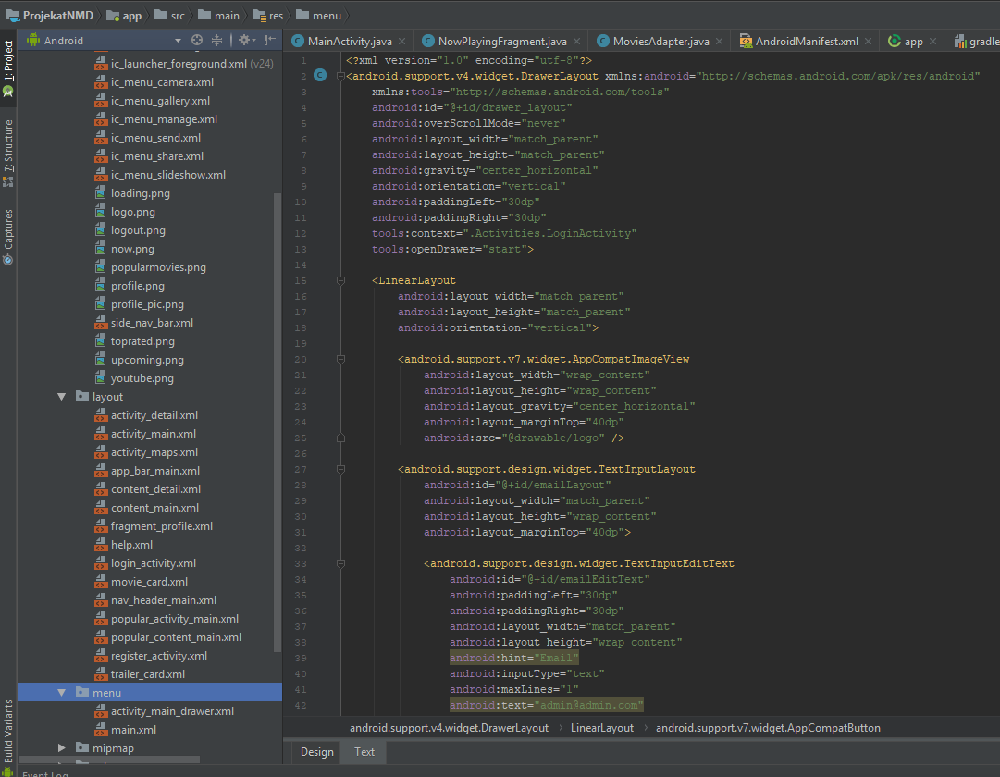 ProjekatNMD app src main res menu
1: Project
7: Structure
Captures
Build Variants
Android
ic_launcher_foreground.xml (v24)
ic_menu_camera.xml
ic_menu_gallery.xml
ic_menu_manage.xml
ic_menu_send.xml
ic_menu_share.xml
ic_menu_slideshow.xml
loading.png
logo.png
logout.png
now.png
popularmovies.png
profile.png
profile_pic.png
side_nav_bar.xml
toprated.png
upcoming.png
youtube.png
layout
activity_detail.xml
activity_main.xml
activity_maps.xml
app_bar_main.xml
content_detail.xml
content_main.xml
fragment_profile.xml
help.xml
login_activity.xml
movie_card.xml
nav_header_main.xml
popular_activity_main.xml
popular_content_main.xml
register_activity.xml
trailer_card.xml
menu
activity_main_drawer.xml
main.xml
mipmap
Event Log
MainActivity.java NowPlayingFragment.java MoviesAdapter.java AndroidManifest.xml app gradle
1 <?xml version="1.0" encoding="utf-8"?>
2 <android.support.v4.widget.DrawerLayout xmlns:android="http://schemas.android.com/apk/res/android"
3 xmlns:tools="http://schemas.android.com/tools"
4 android:id="@+id/drawer_layout"
5 android:overScrollMode="never"
6 android:layout_width="match_parent"
7 android:layout_height="match_parent"
8 android:gravity="center_horizontal"
9 android:orientation="vertical"
10 android:paddingLeft="30dp"
11 android:paddingRight="30dp"
12 tools:context=".Activities.LoginActivity"
13 tools:openDrawer="start">
14
15 <LinearLayout
16 android:layout_width="match_parent"
17 android:layout_height="match_parent"
18 android:orientation="vertical">
19
20 <android.support.v7.widget.AppCompatImageView
21 android:layout_width="wrap_content"
22 android:layout_height="wrap_content"
23 android:layout_gravity="center_horizontal"
24 android:layout_marginTop="40dp"
25 android:src="@drawable/logo" />
26
27 <android.support.design.widget.TextInputLayout
28 android:id="@+id/emailLayout"
29 android:layout_width="match_parent"
30 android:layout_height="wrap_content"
31 android:layout_marginTop="40dp">
32
33 <android.support.design.widget.TextInputEditText
34 android:id="@+id/emailEditText"
35 android:paddingLeft="30dp"
36 android:paddingRight="30dp"
37 android:layout_width="match_parent"
38 android:layout_height="wrap_content"
39 android:hint="Email"
40 android:inputType="text"
41 android:maxLines="1"
42 android:text="admin@admin.com"
android.support.v4.widget.DrawerLayout LinearLayout android.support.v7.widget.AppCompatButton
Design Text